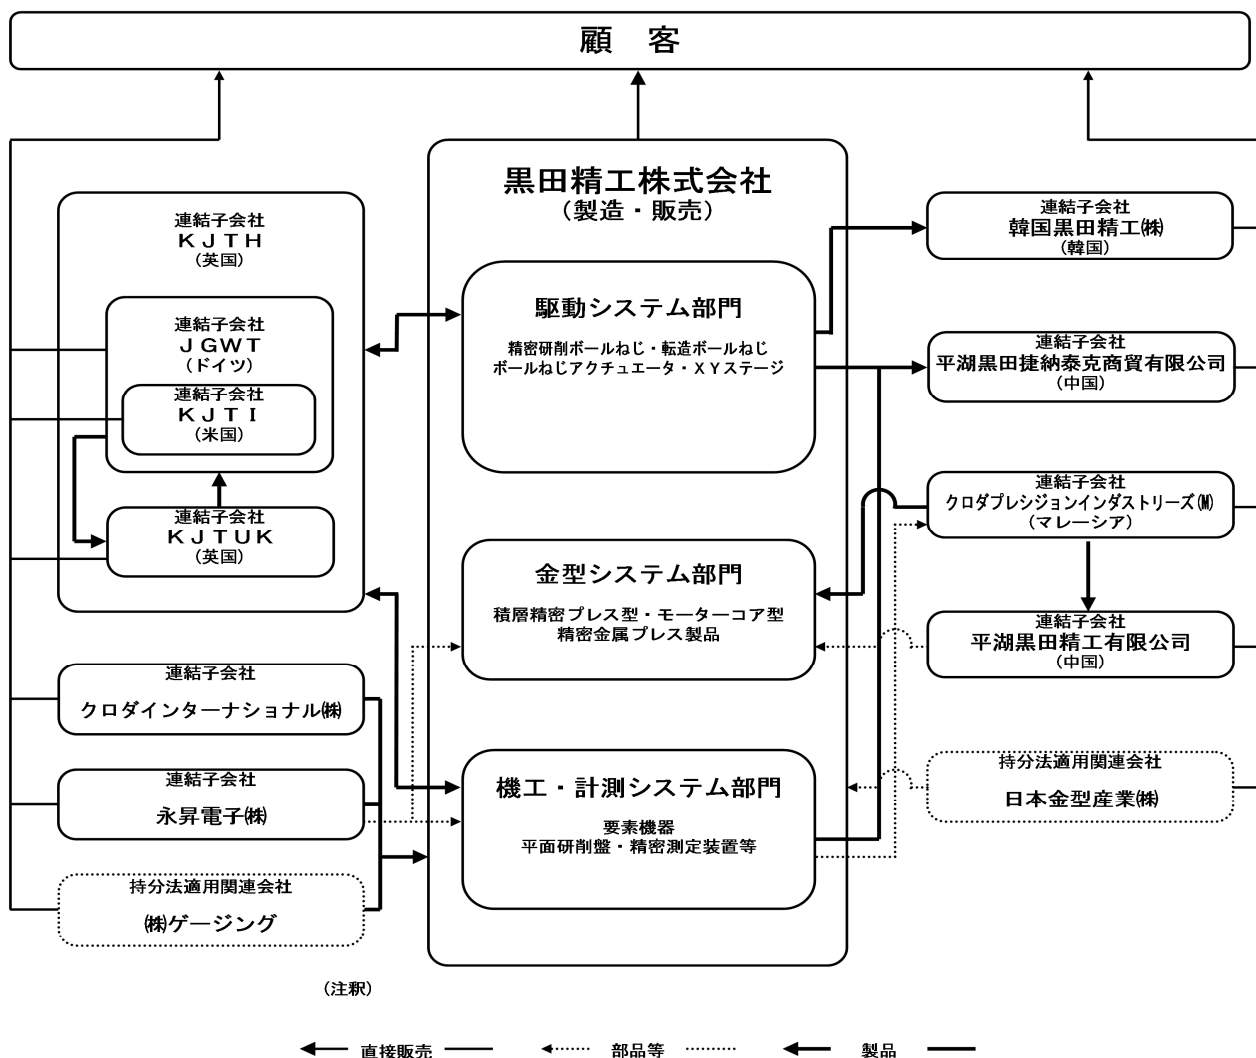 顧　客
黒田精工株式会社
（製造・販売）
連結子会社
ＫＪＴＨ
（英国）
連結子会社
ＪＧＷＴ
（ドイツ）
連結子会社
ＫＪＴＩ
（米国）
連結子会社
ＫＪＴＵＫ
（英国）
連結子会社
クロダインターナショナル㈱
連結子会社
永昇電子㈱
持分法適用関連会社
㈱ゲージング
駆動システム部門
精密研削ボールねじ・転造ボールねじ
ボールねじアクチュエータ・ＸＹステージ
金型システム部門
積層精密プレス型・モーターコア型
精密金属プレス製品
機工・計測システム部門
要素機器
平面研削盤・精密測定装置等
連結子会社
韓国黒田精工㈱
（韓国）
連結子会社
平湖黒田捷納泰克商貿有限公司
（中国）
連結子会社
クロダプレシジョンインダストリーズ(M)
（マレーシア）
連結子会社
平湖黒田精工有限公司
（中国）
持分法適用関連会社
日本金型産業㈱
（注釈）
直接販売　部品等　製品